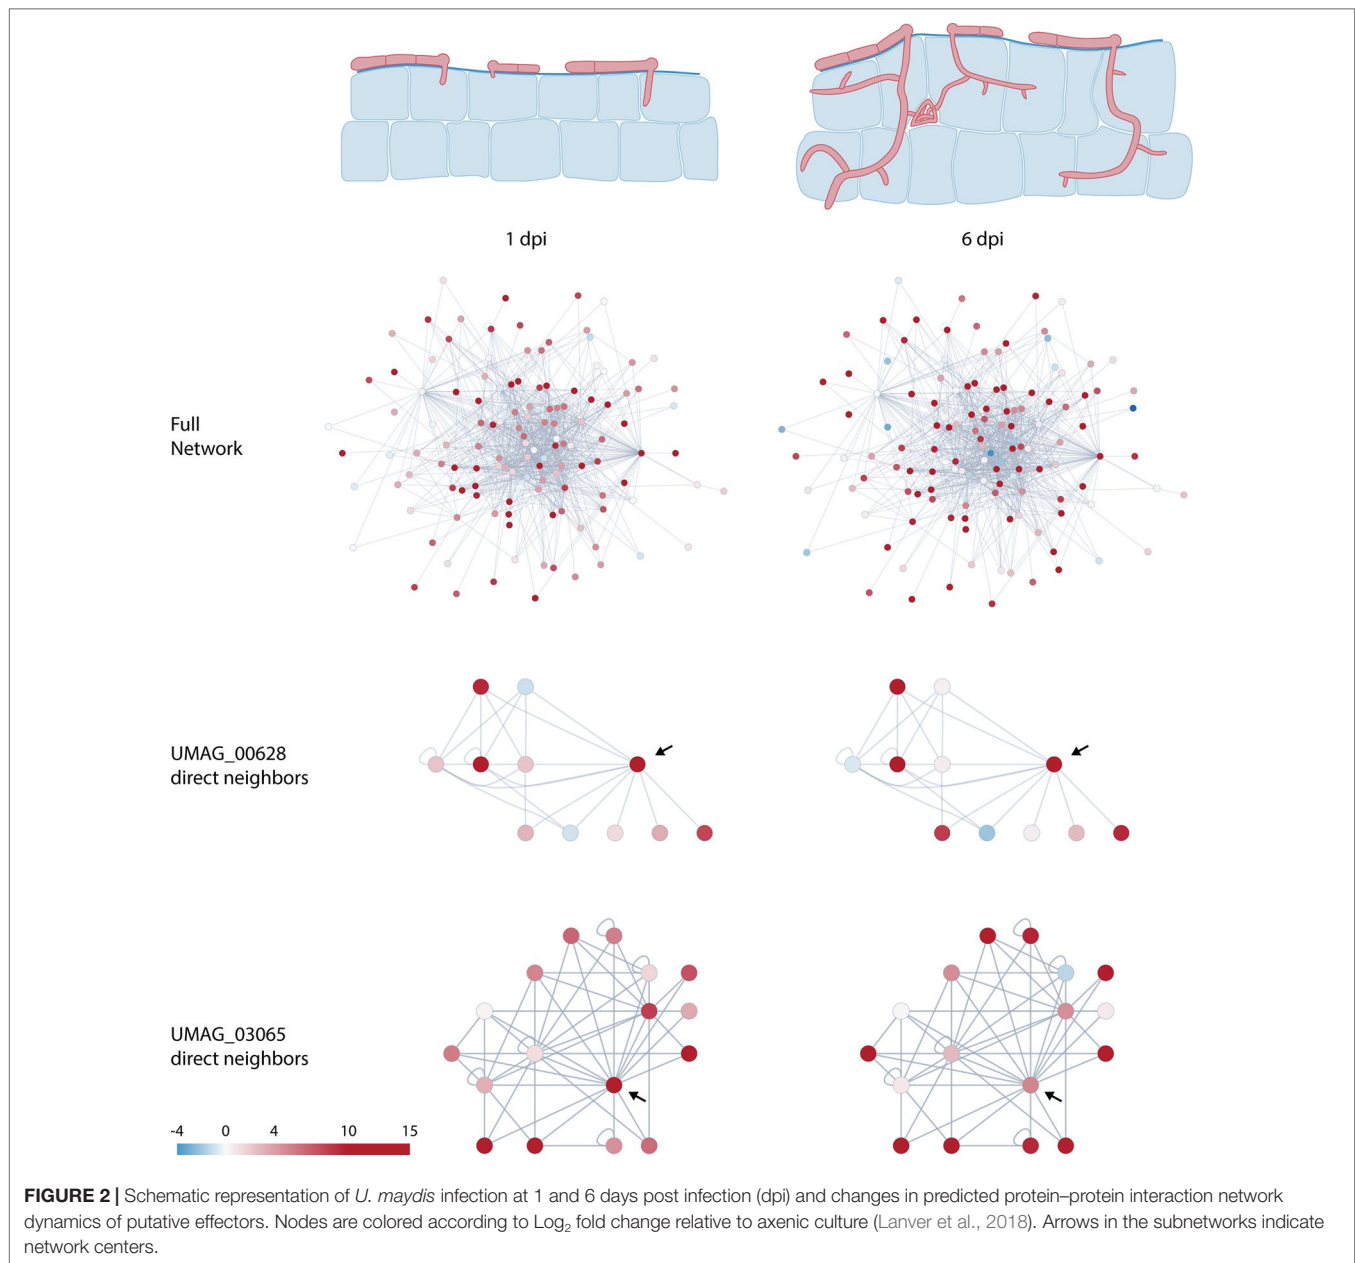 1 dpi
6 dpi
Full
Network
UMAG_00628
direct neighbors
UMAG_03065
direct neighbors
-4 0 4 10 15
FIGURE 2 | Schematic representation of U. maydis infection at 1 and 6 days post infection (dpi) and changes in predicted protein–protein interaction network
dynamics of putative effectors. Nodes are colored according to Log2 fold change relative to axenic culture (Lanver et al., 2018). Arrows in the subnetworks indicate
network centers.